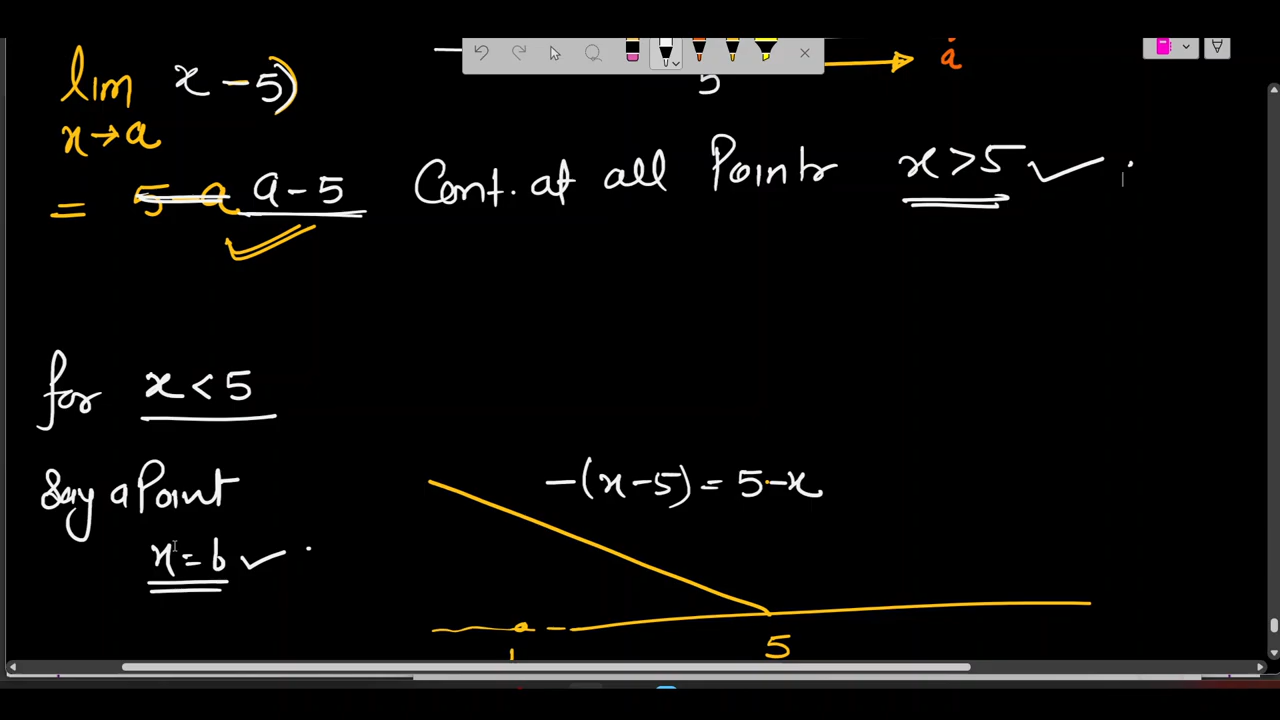 lim x - 5)
x→a
5
a
= 5-a a-5 Cont. at all Points x>5
for x<5
Say a Point
-(x-5) = 5-x
x=b
5